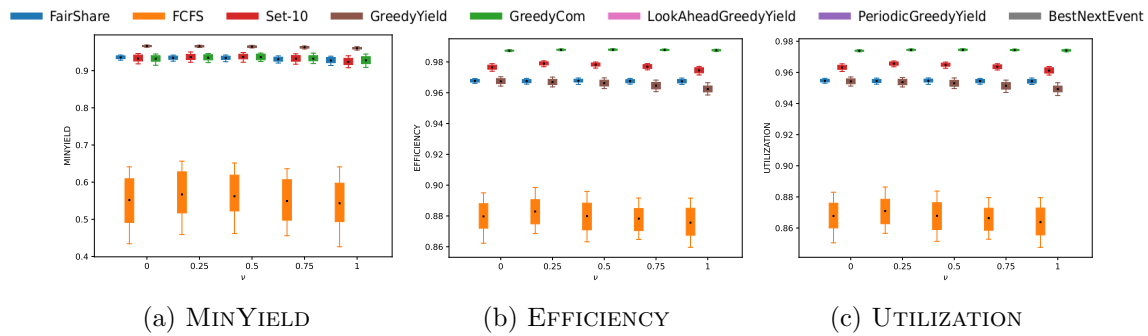 FairShare FCFS Set-10 GreedyYield GreedyCom LookAheadGreedyYield PeriodicGreedyYield BestNextEvent
MINYIELD
0.9
0.8
0.7
0.6
0.5
0.4
0 0.25 0.5 0.75 1
ν
(a) MINYIELD
EFFICIENCY
0.98
0.96
0.94
0.92
0.90
0.88
0.86
0 0.25 0.5 0.75 1
ν
(b) EFFICIENCY
UTILIZATION
0.98
0.96
0.94
0.92
0.90
0.88
0.86
0 0.25 0.5 0.75 1
ν
(c) UTILIZATION